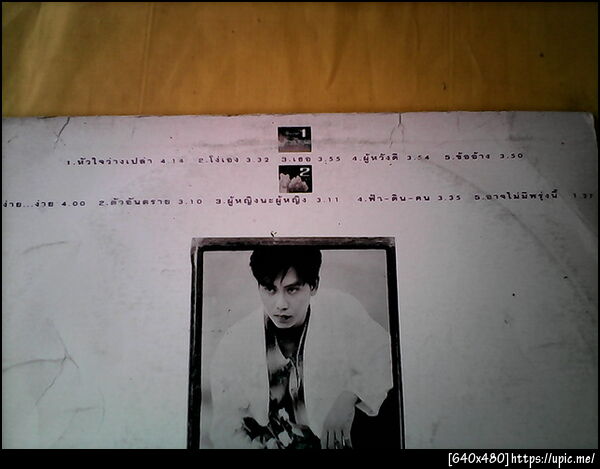 1
1.หัวใจว่างเปล่า 4.14 2.โง่เอง 3.32 3.เธอ 3.55 4.ผู้หวังดี 3.54 5.ข้ออ้าง 3.50
2
ง่าย...ง่าย 4.00 2.ตัวอันตราย 3.10 3.ผู้หญิงนะผู้หญิง 3.11 4.ฟ้า-ดิน-คน 3.35 5.อาจไม่มีพรุ่งนี้
[640x480]https://upic.me/